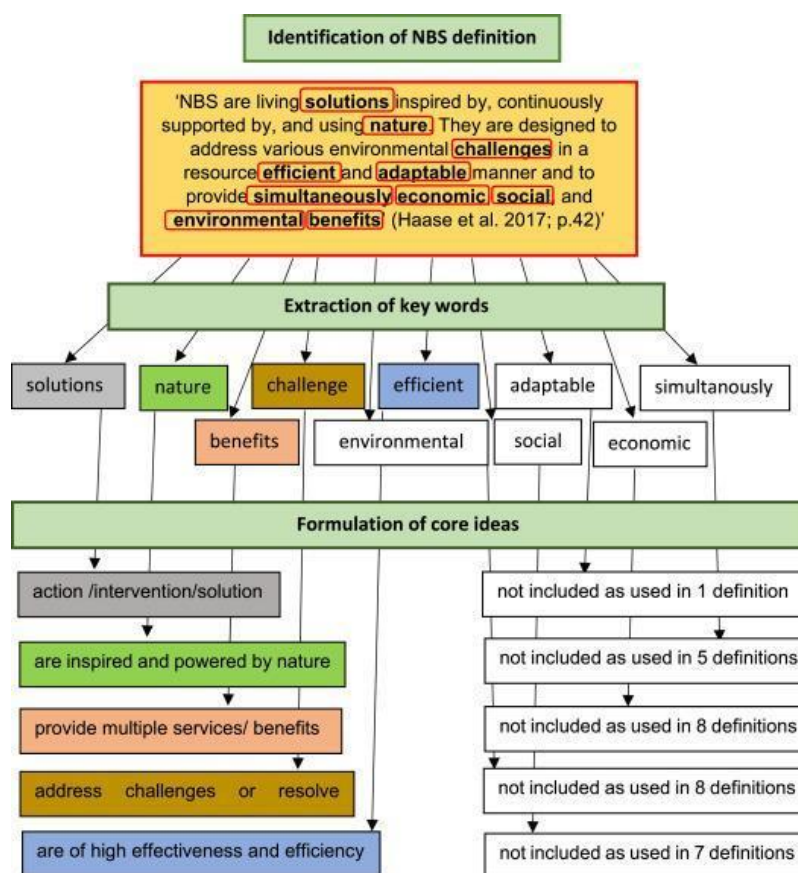 Identification of NBS definition
'NBS are living solutions inspired by, continuously
supported by, and using nature. They are designed to
address various environmental challenges in a
resource efficient and adaptable manner and to
provide simultaneously economic social, and
environmental benefits' (Haase et al. 2017; p.42)'
Extraction of key words
solutions
nature
challenge
efficient
adaptable
simultanously
benefits
environmental
social
economic
Formulation of core ideas
action /intervention/solution
not included as used in 1 definition
are inspired and powered by nature
not included as used in 5 definitions
provide multiple services/ benefits
not included as used in 8 definitions
address challenges or resolve
not included as used in 8 definitions
are of high effectiveness and efficiency
not included as used in 7 definitions